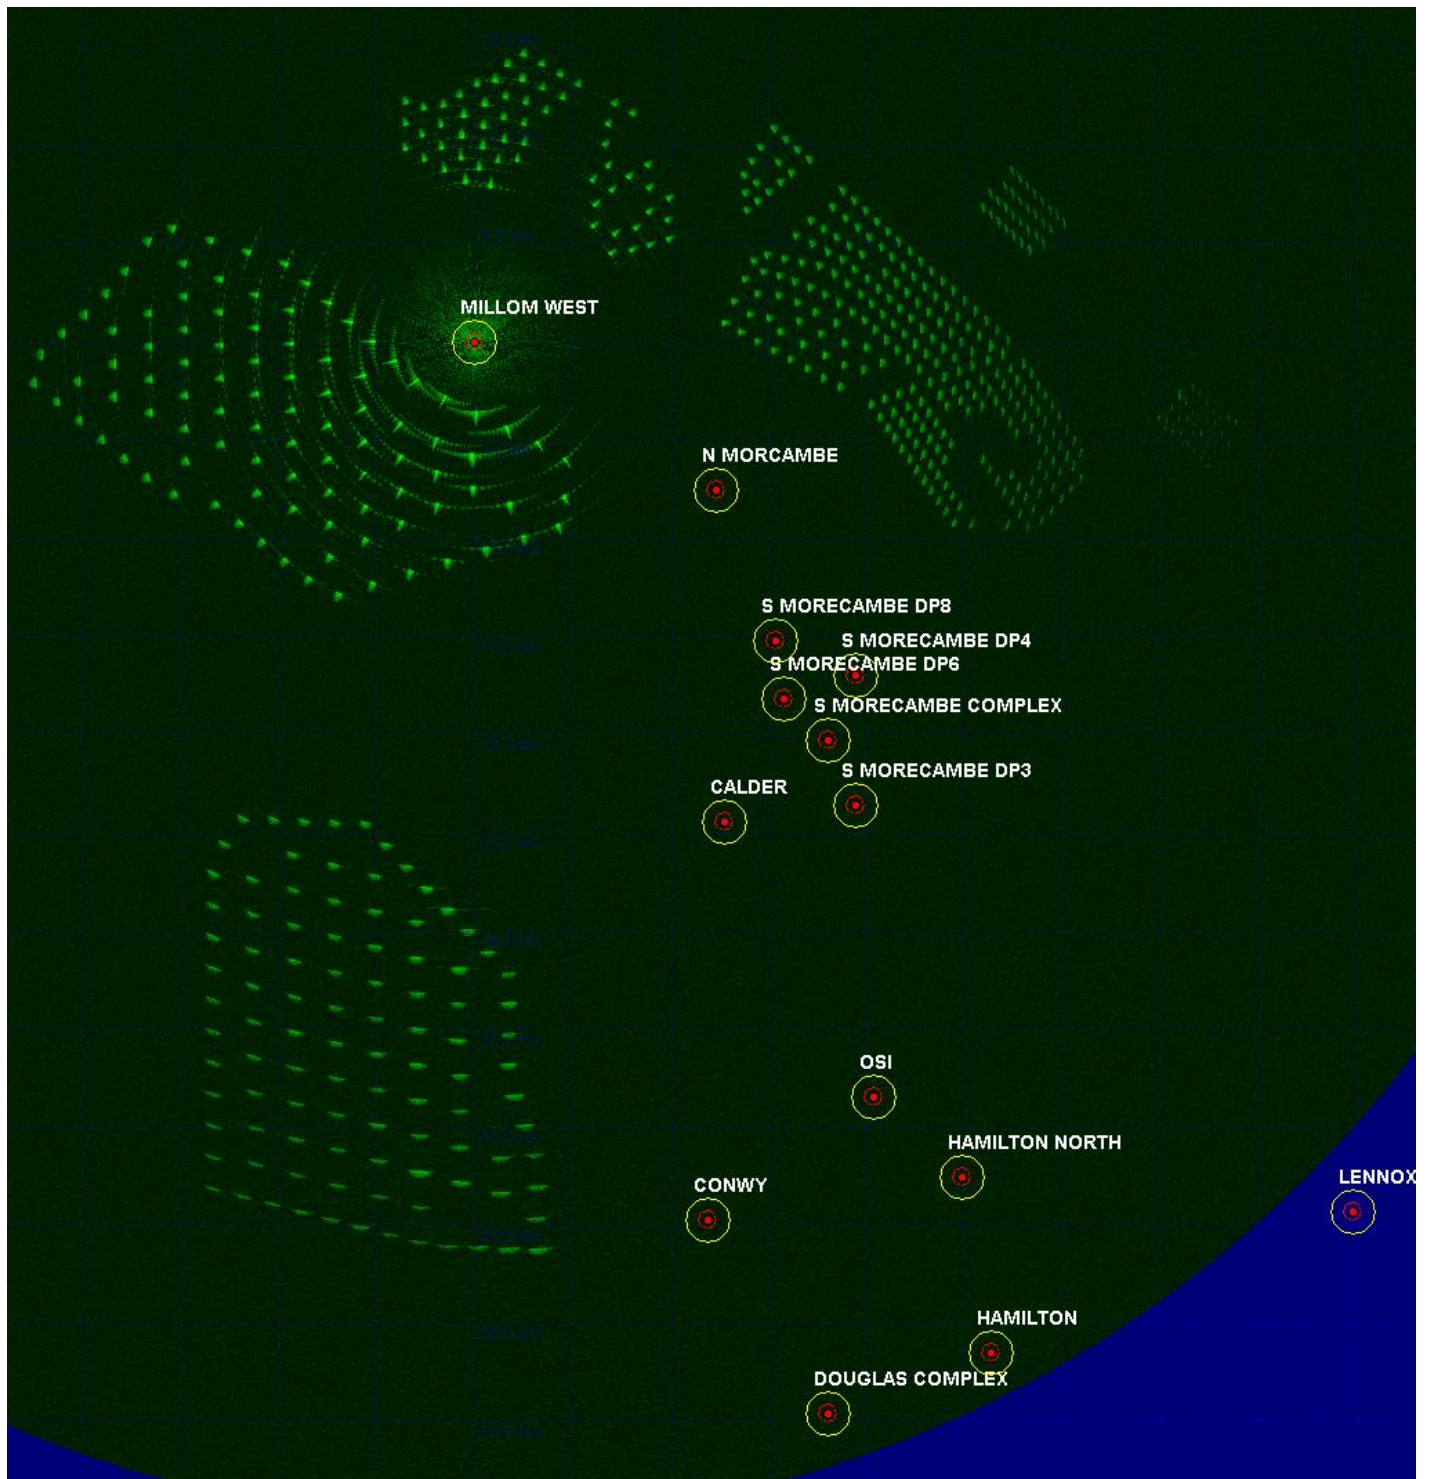 MILLOM WEST
N MORCAMBE
S MORECAMBE DP8
S MORECAMBE DP4
S MORECAMBE DP6
S MORECAMBE COMPLEX
S MORECAMBE DP3
CALDER
OSI
HAMILTON NORTH
LENNOX
CONWY
HAMILTON
DOUGLAS COMPLEX